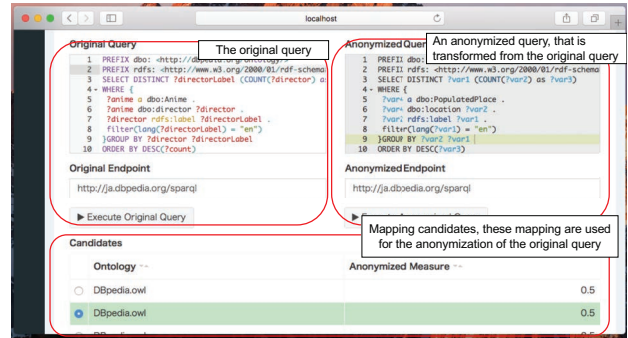 localhost
Original Query
The original query
1 PREFIX dbo: <http://dbpedia.org/ontology/>
2 PREFIX rdfs: <http://www.w3.org/2000/01/rdf-schema
3 SELECT DISTINCT ?directorLabel (COUNT(?director) as
4 WHERE {
5 ?anime a dbo:Anime .
6 ?anime dbo:director ?director .
7 ?director rdfs:label ?directorLabel .
8 filter(lang(?directorLabel) = "en")
9 }GROUP BY ?director ?directorLabel
10 ORDER BY DESC(?count)
Anonymized Query
An anonymized query, that is
transformed from the original query
1 PREFIX dbo:
2 PREFIX rdfs: <http://www.w3.org/2000/01/rdf-schema
3 SELECT DISTINCT ?var1 (COUNT(?var2) as ?var3)
4 WHERE {
5 ?var4 a dbo:PopulatedPlace .
6 ?var4 dbo:location ?var2 .
7 ?var2 rdfs:label ?var1 .
8 filter(lang(?var1) = "en")
9 }GROUP BY ?var2 ?var1
10 ORDER BY DESC(?var3)
Original Endpoint
http://ja.dbpedia.org/sparql
Execute Original Query
Anonymized Endpoint
http://ja.dbpedia.org/sparql
Mapping candidates, these mapping are used
for the anonymization of the original query
Candidates
Ontology
Anonymized Measure
DBpedia.owl 0.5
DBpedia.owl 0.5